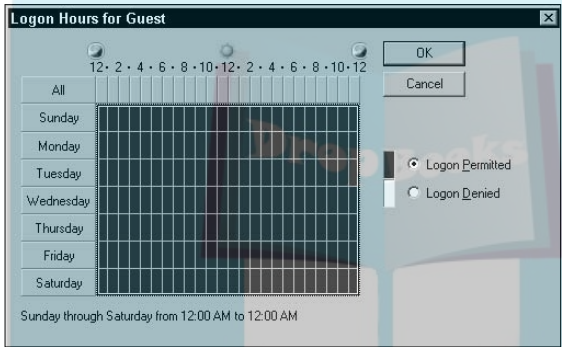 Logon Hours for Guest
12 · 2 · 4 · 6 · 8 · 10 · 12 · 2 · 4 · 6 · 8 · 10 · 12
OK
Cancel
All
Sunday
Monday
Tuesday
Wednesday
Thursday
Friday
Saturday
Logon Permitted
Logon Denied
Sunday through Saturday from 12:00 AM to 12:00 AM
Drop Books